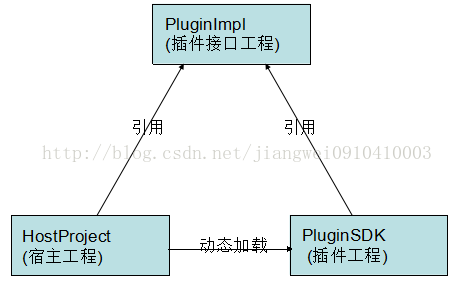 PluginImpl
(插件接口工程)
引用
引用
http://blog.csdn.net/jiangwei0910410003
HostProject
(宿主工程)
动态加载
PluginSDK
(插件工程)